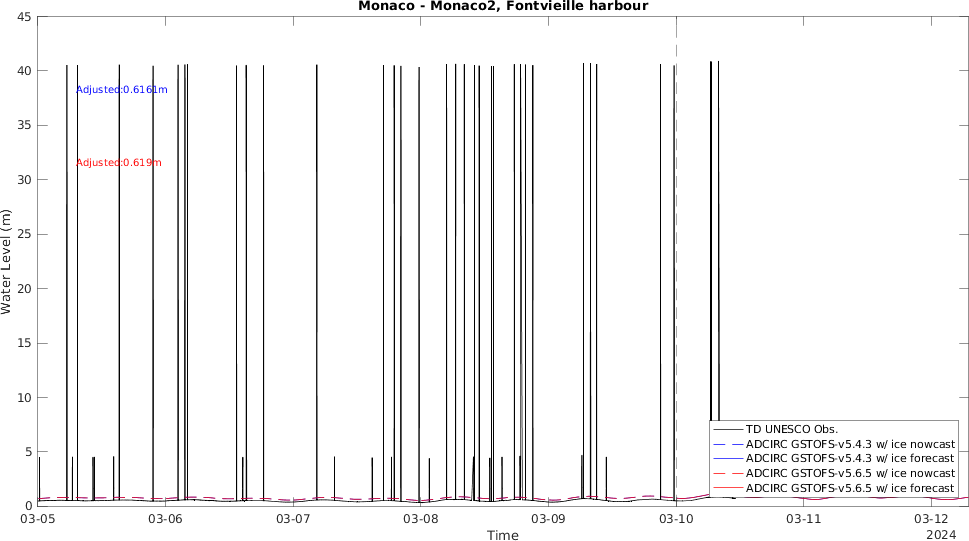 Monaco - Monaco2, Fontvieille harbour
45
40
35
30
25
20
15
10
5
0
Water Level (m)
Adjusted:0.6161m
Adjusted:0.619m
TD UNESCO Obs.
ADCIRC GSTOFS-v5.4.3 w/ ice nowcast
ADCIRC GSTOFS-v5.4.3 w/ ice forecast
ADCIRC GSTOFS-v5.6.5 w/ ice nowcast
ADCIRC GSTOFS-v5.6.5 w/ ice forecast
03-05 03-06 03-07 03-08 03-09 03-10 03-11 03-12
Time
2024